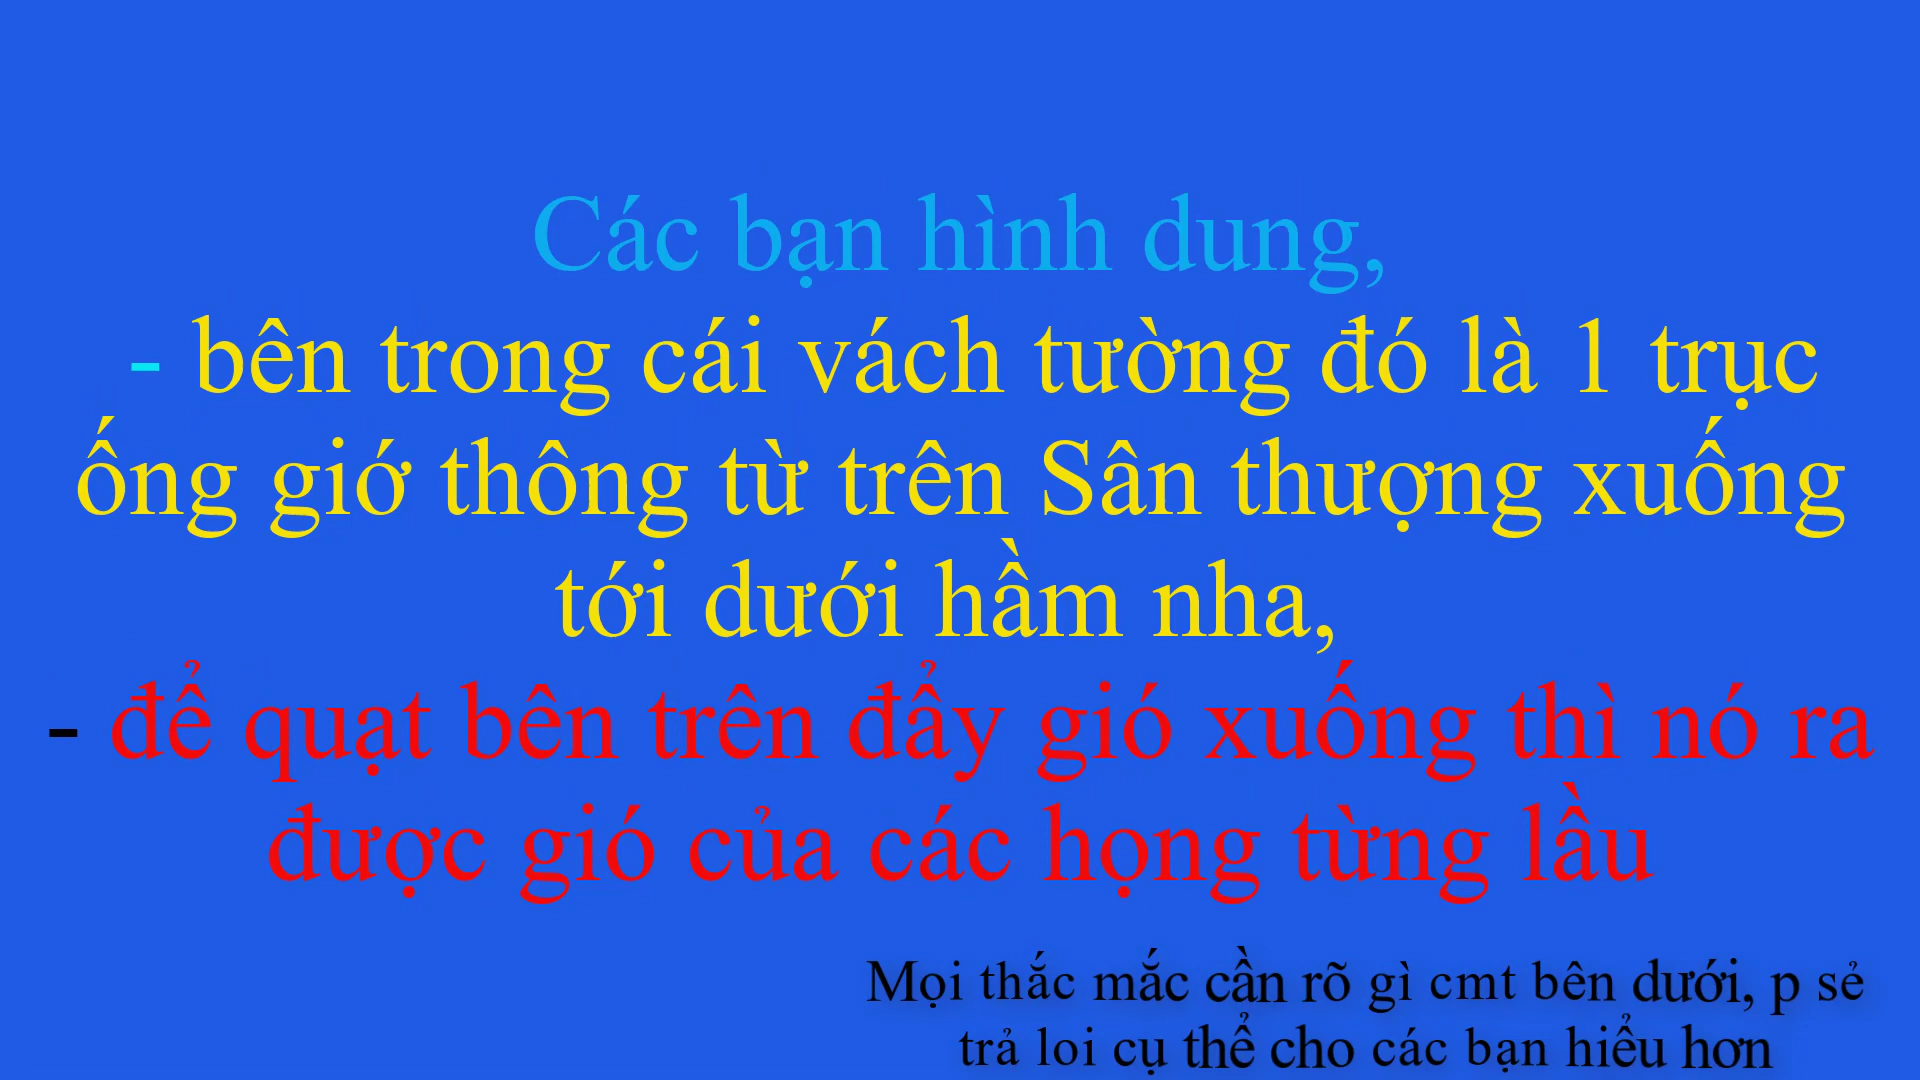 Các bạn hình dung,
- bên trong cái vách tường đó là 1 trục
ống giớ thông từ trên Sân thượng xuống
tới dưới hầm nha,
- để quạt bên trên đẩy gió xuống thì nó ra
được gió của các họng từng lầu
Mọi thắc mắc cần rõ gì cmt bên dưới, p sẻ
trả loi cụ thể cho các bạn hiểu hơn